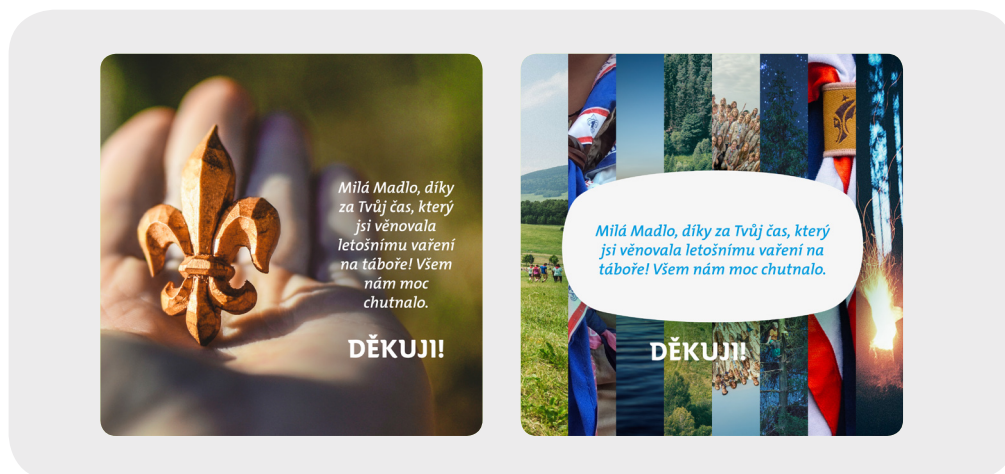 Milá Madlo, díky
za Tvůj čas, který
jsi věnovala
letošnímu vaření
na táboře! Všem
nám moc
chutnalo.
DĚKUJI!
Milá Madlo, díky za Tvůj čas, který
jsi věnovala letošnímu vaření na
táboře! Všem nám moc chutnalo.
DĚKUJI!